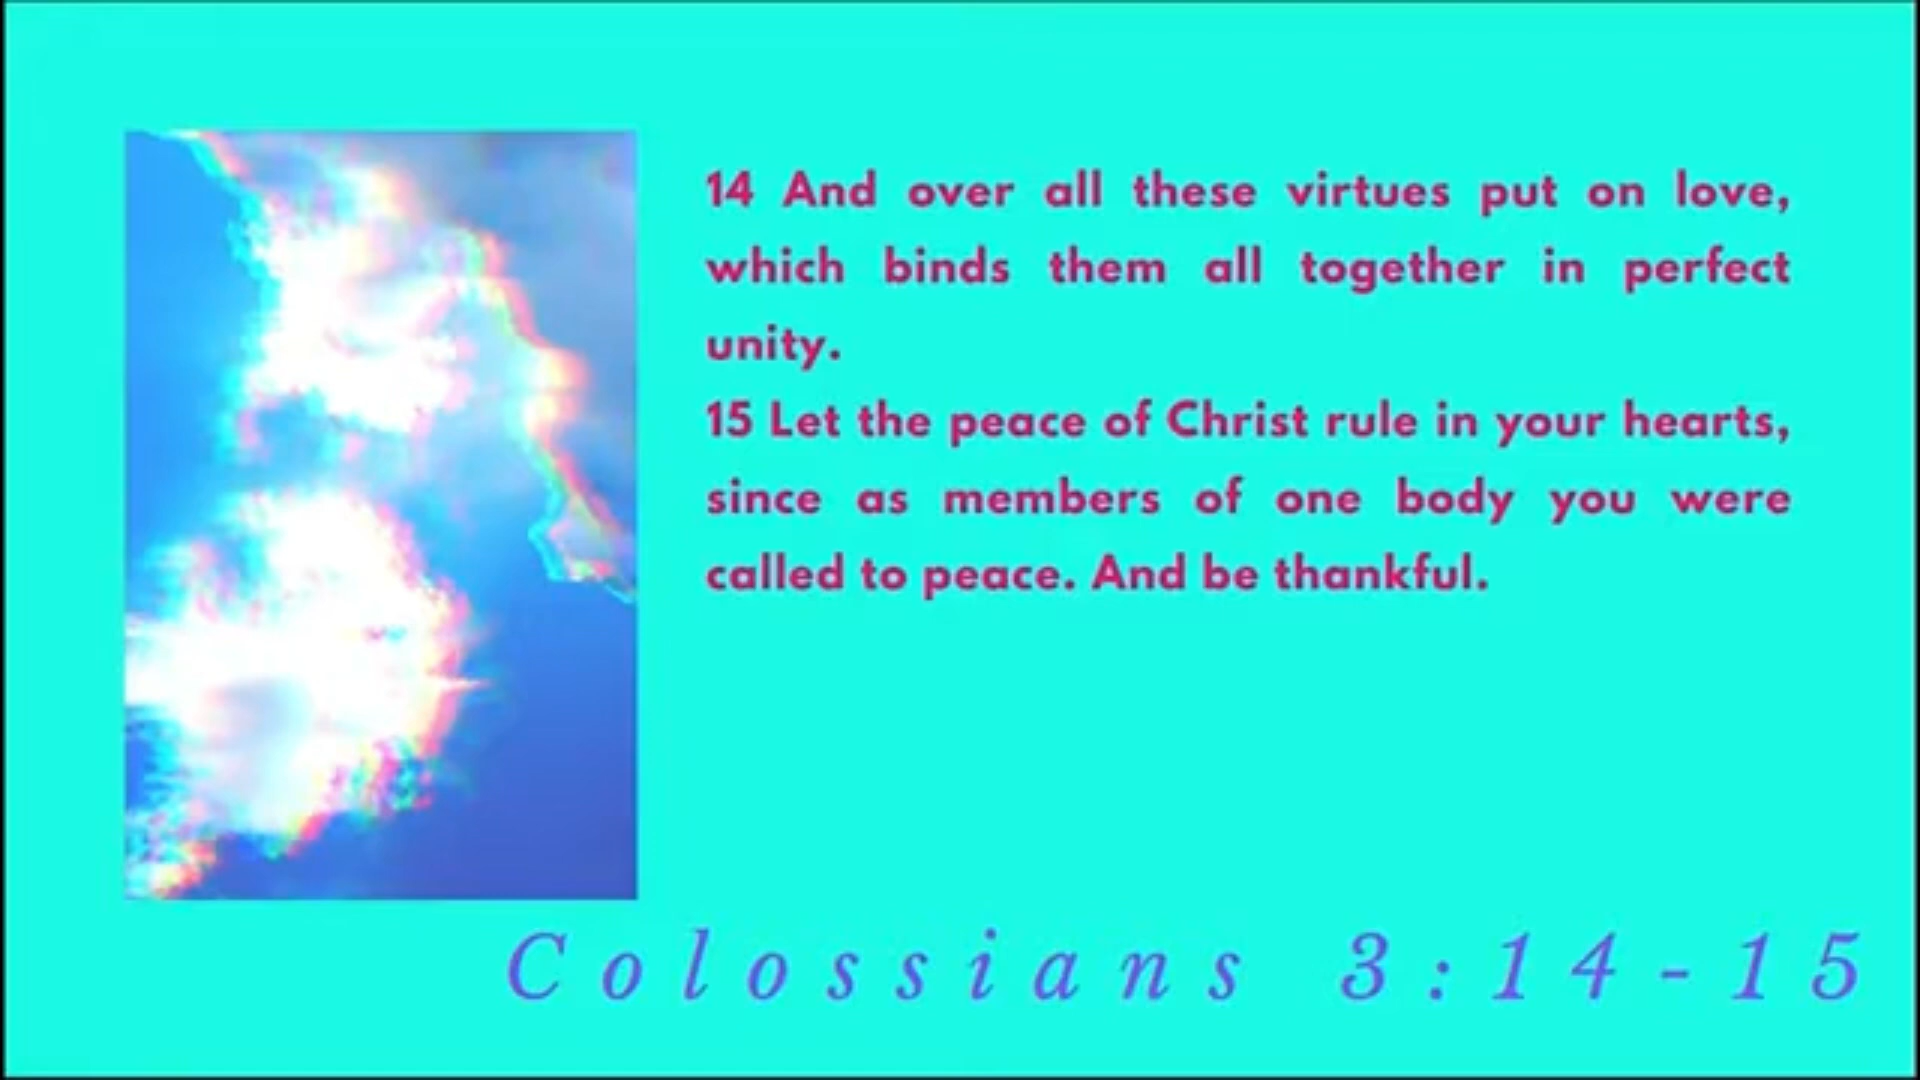 14 And over all these virtues put on love,
which binds them all together in perfect
unity.
15 Let the peace of Christ rule in your hearts,
since as members of one body you were
called to peace. And be thankful.
Colossians 3:14-15